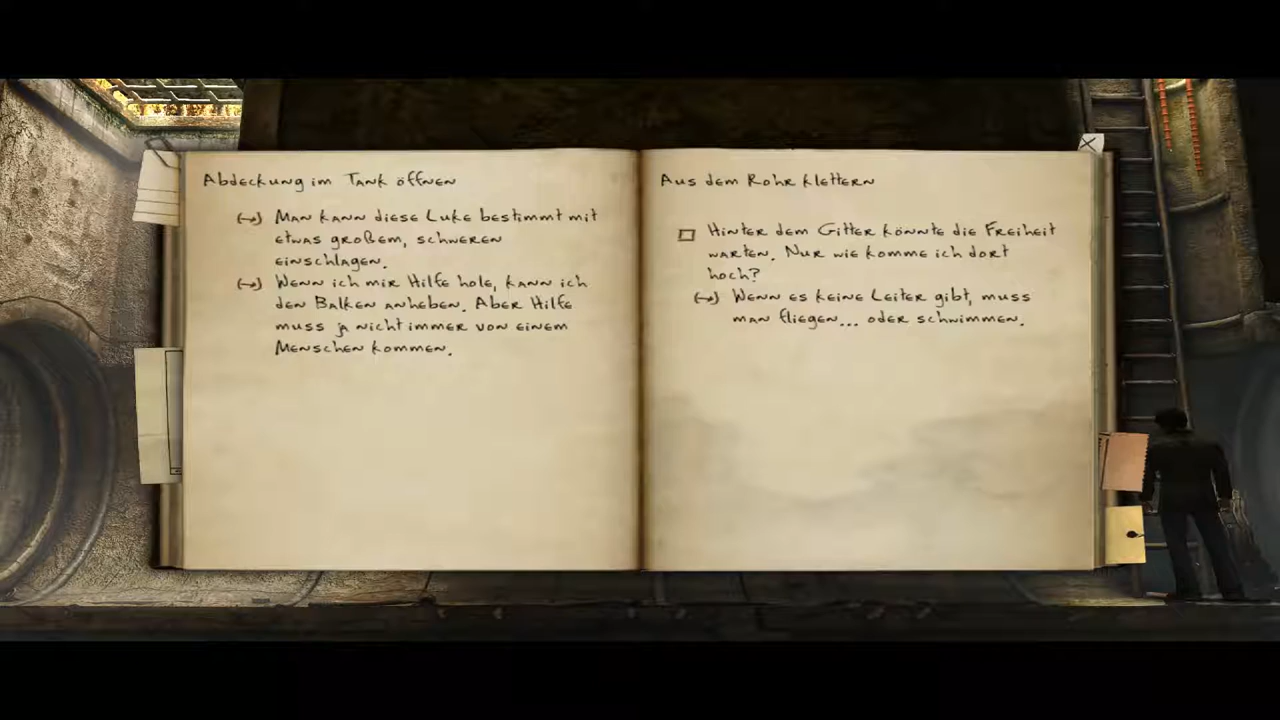 Abdeckung im Tank öffnen
(→) Man kann diese Luke bestimmt mit
etwas großem, schweren
einschlagen.
(→) Wenn ich mir Hilfe hole, kann ich
den Balken anheben. Aber Hilfe
muss ja nicht immer von einem
Menschen kommen.
Aus dem Rohr klettern
Hinter dem Gitter könnte die Freiheit
warten. Nur wie komme ich dort
hoch?
(→) Wenn es keine Leiter gibt, muss
man fliegen... oder schwimmen.